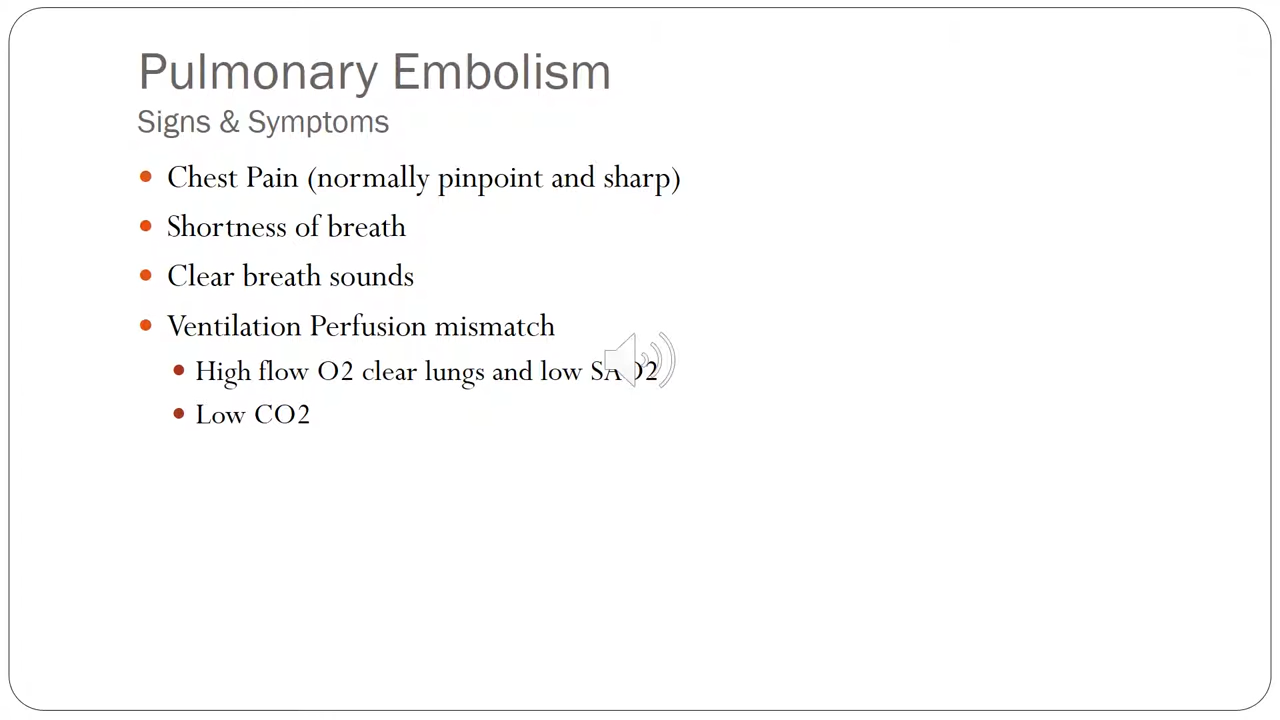 Pulmonary Embolism
Signs & Symptoms
• Chest Pain (normally pinpoint and sharp)
• Shortness of breath
• Clear breath sounds
• Ventilation Perfusion mismatch
• High flow O2 clear lungs and low SAO2
• Low CO2